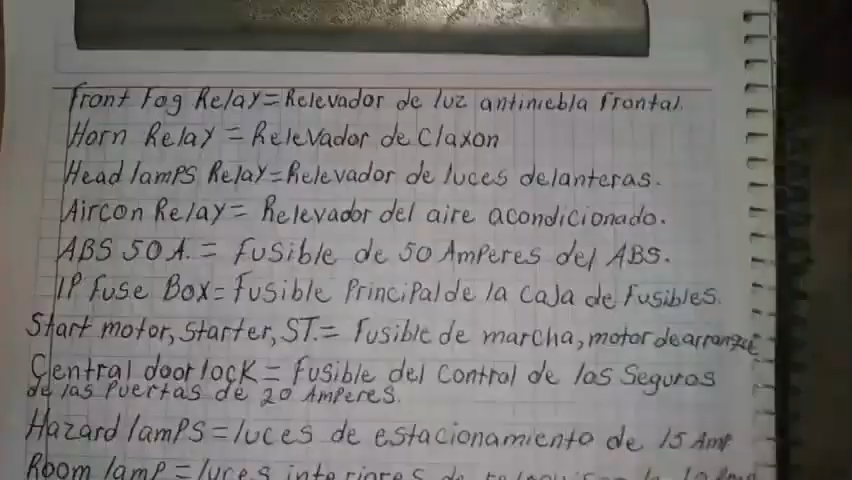 Front Fog Relay=Relevador de luz antiniebla Frontal.
Horn Relay = Relevador de Claxon
Head lamps Relay=Relevador de luces delanteras.
Aircon Relay= Relevador del aire acondicionado.
ABS 50 A. = Fusible de 50 Amperes del ABS.
IP Fuse Box= Fusible Principal de la Caja de Fusibles.
Start motor, Starter, ST.= Fusible de marcha, motor de arranque
Central door lock = Fusible del Control de los Seguros
de las Puertas de 20 Amperes.
Hazard lamps = luces de estacionamiento de 15 Amp
Room lamp = luces interiores de